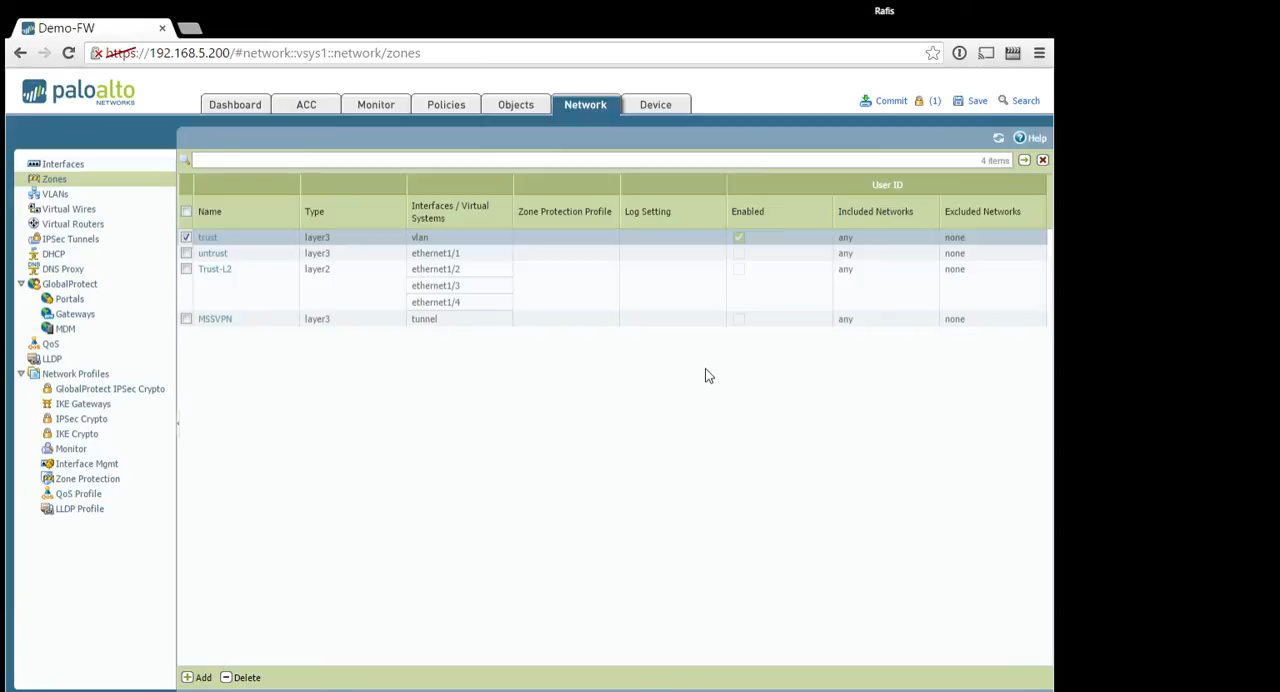 Rafis
Demo-FW
https://192.168.5.200/#network::vsys1::network/zones
paloalto
NETWORKS
Dashboard ACC Monitor Policies Objects Network Device
Commit (1) Save Search
Help
4 items
Interfaces
Zones
VLANs
Virtual Wires
Virtual Routers
IPSec Tunnels
DHCP
DNS Proxy
GlobalProtect
Portals
Gateways
MDM
QoS
LLDP
Network Profiles
GlobalProtect IPSec Crypto
IKE Gateways
IPSec Crypto
IKE Crypto
Monitor
Interface Mgmt
Zone Protection
QoS Profile
LLDP Profile
User ID
Name Type Interfaces / Virtual Systems Zone Protection Profile Log Setting Enabled Included Networks Excluded Networks
trust layer3 vlan any none
untrust layer3 ethernet1/1 any none
Trust-L2 layer2 ethernet1/2 any none
ethernet1/3
ethernet1/4
MSSVPN layer3 tunnel any none
Add Delete